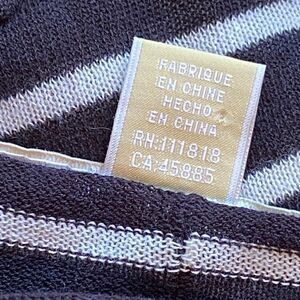 FABRIQUE
EN CHINE
HECHO
EN CHINA
RN:111818
CA:45885